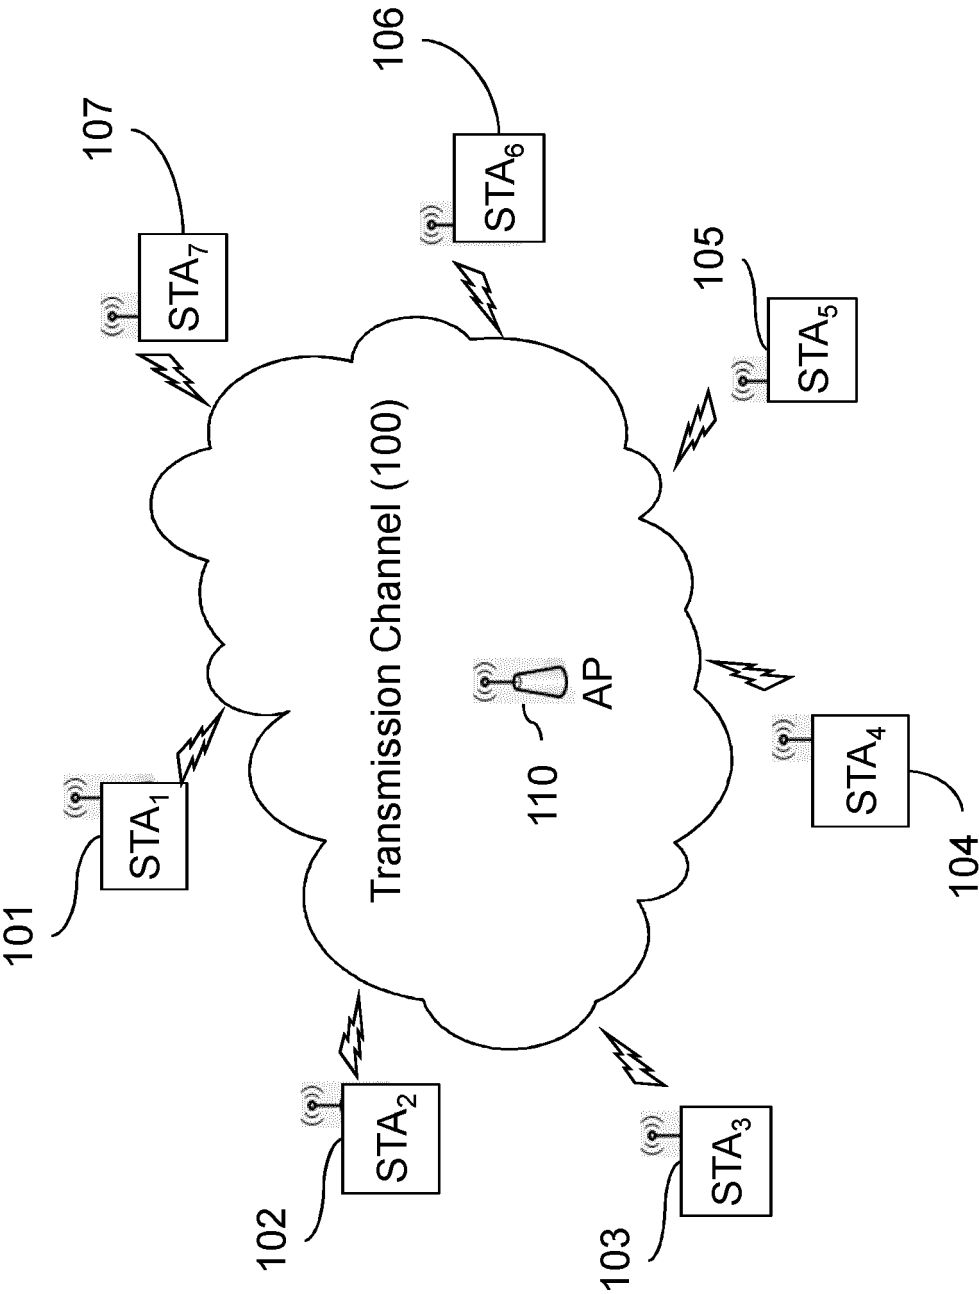 101
STA1
107
STA7
102
STA2
106
STA6
Transmission Channel (100)
110
AP
103
STA3
105
STA5
104
STA4